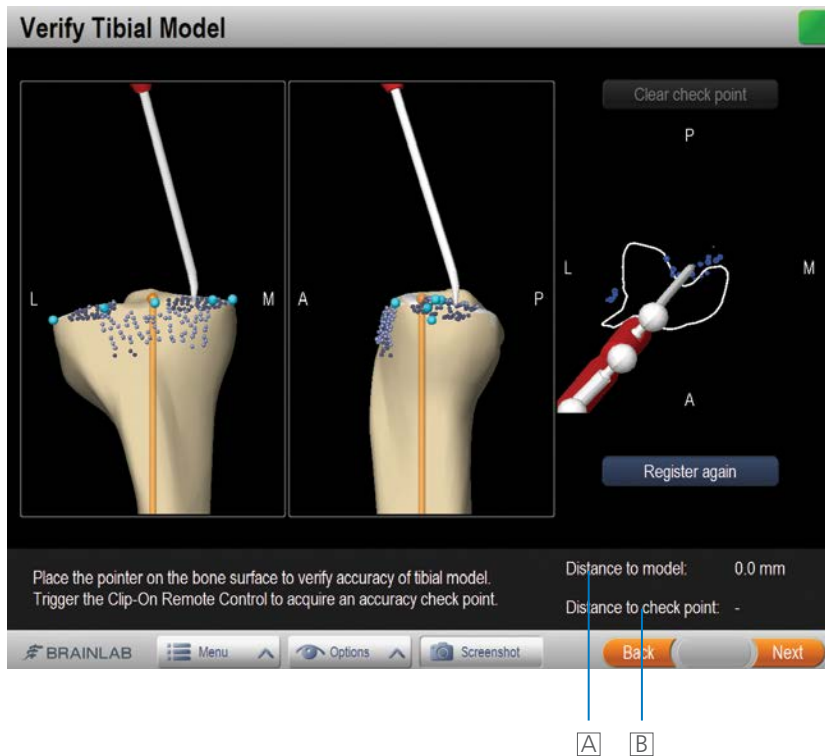 Verify Tibial Model
Clear check point
P
L
M
A
P
L
M
A
Register again
Place the pointer on the bone surface to verify accuracy of tibial model.
Trigger the Clip-On Remote Control to acquire an accuracy check point.
Distance to model: 0.0 mm
Distance to check point: -
BRAINLAB Menu Options Screenshot Back Next
A B